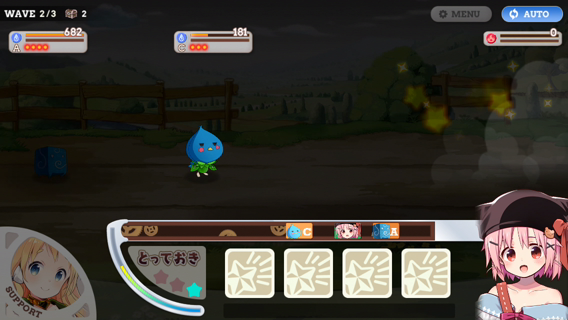 WAVE 2/3 2
MENU
AUTO
682
A
181
C
0
C
A
とっておき
SUPPORT